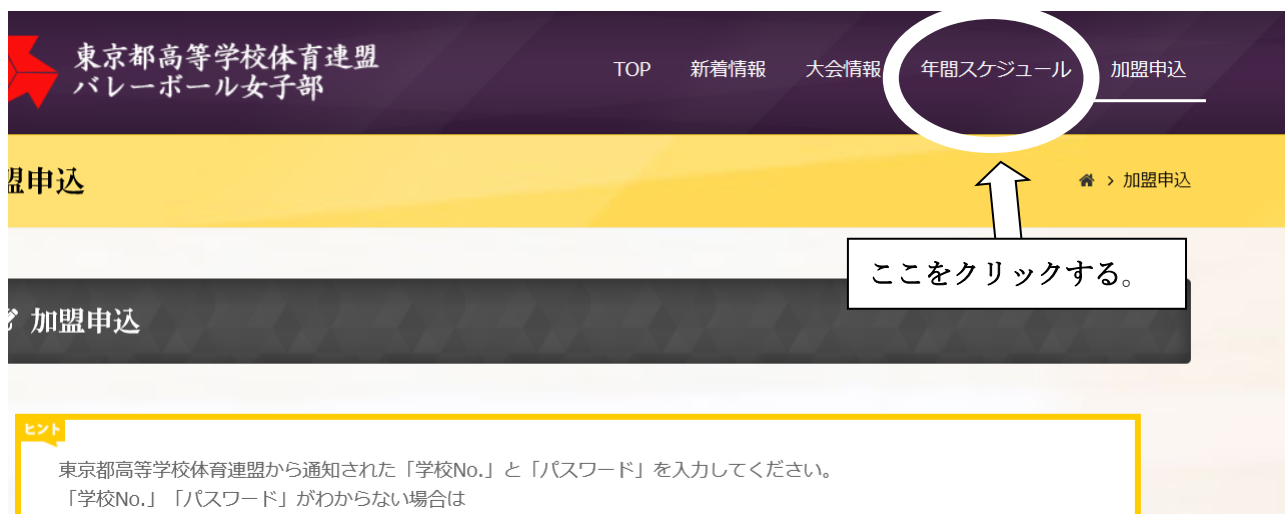 東京都高等学校体育連盟
バレーボール女子部
TOP 新着情報 大会情報 年間スケジュール 加盟申込
盟申込
> 加盟申込
ここをクリックする。
加盟申込
ヒント
東京都高等学校体育連盟から通知された「学校No.」と「パスワード」を入力してください。
「学校No.」「パスワード」がわからない場合は